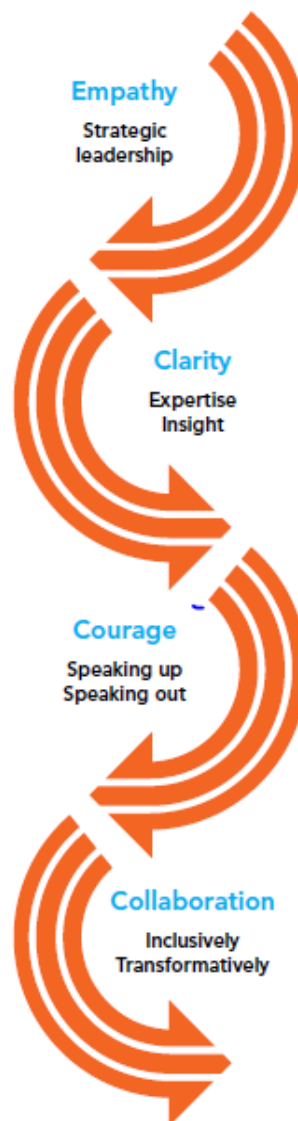 Empathy
Strategic
leadership
Clarity
Expertise
Insight
Courage
Speaking up
Speaking out
Collaboration
Inclusively
Transformatively